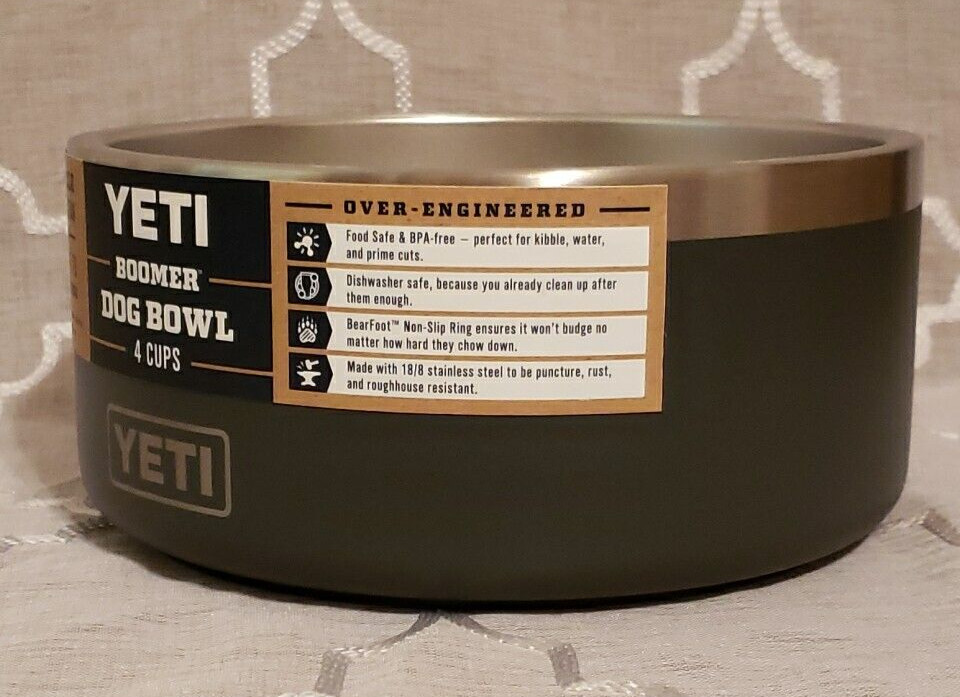 YETI
BOOMER™
DOG BOWL
4 CUPS
OVER-ENGINEERED
Food Safe & BPA-free – perfect for kibble, water,
and prime cuts.
Dishwasher safe, because you already clean up after
them enough.
BearFoot™ Non-Slip Ring ensures it won't budge no
matter how hard they chow down.
Made with 18/8 stainless steel to be puncture, rust,
and roughhouse resistant.
YETI